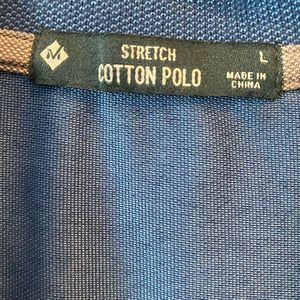 M
STRETCH
COTTON POLO
L
MADE IN
CHINA